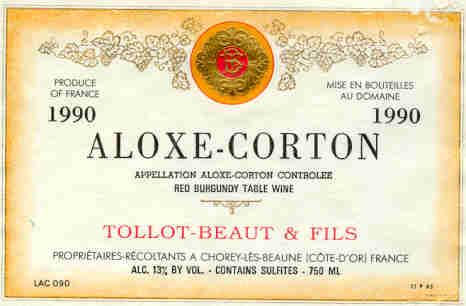 PRODUCE
OF FRANCE
1990
MISE EN BOUTEILLES
AU DOMAINE
1990
ALOXE-CORTON
APPELLATION ALOXE-CORTON CONTROLEE
RED BURGUNDY TABLE WINE
TOLLOT-BEAUT & FILS
PROPRIÉTAIRES-RÉCOLTANTS A CHOREY-LÈS-BEAUNE (CÔTE-D'OR) FRANCE
ALC. 13% BY VOL. - CONTAINS SULFITES - 750 ML
LAC 090